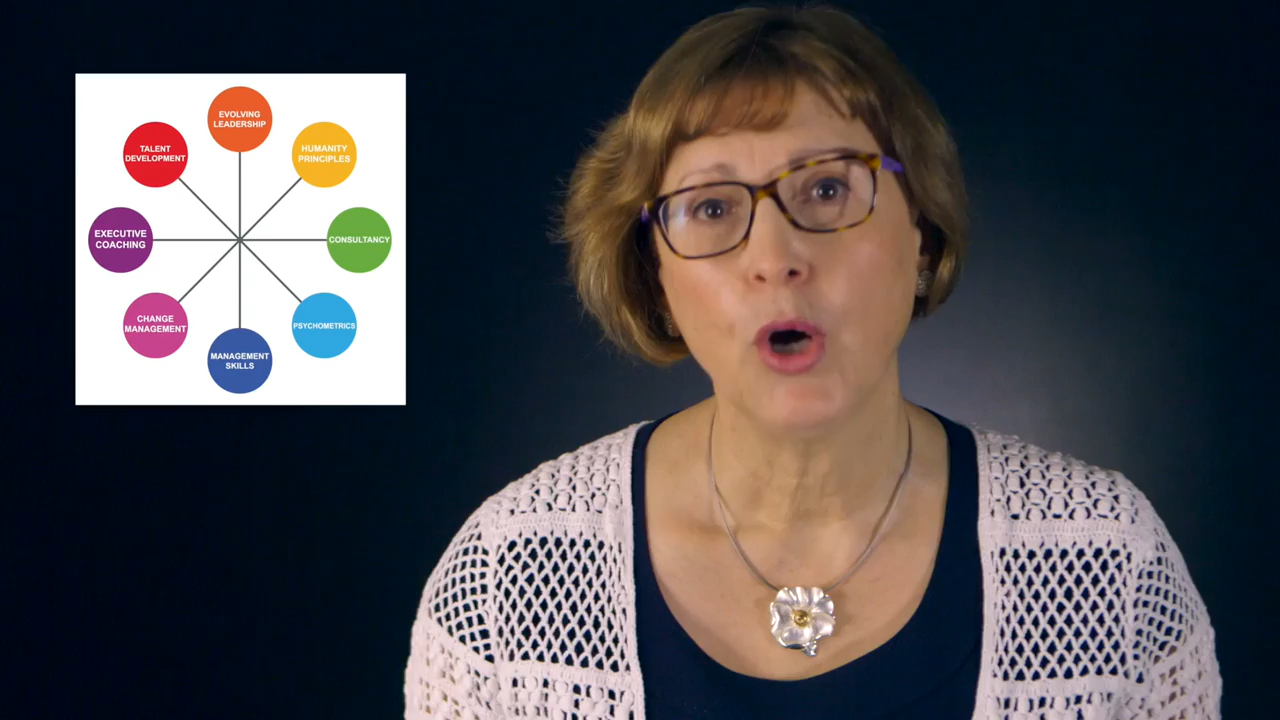 EVOLVING
LEADERSHIP
TALENT
DEVELOPMENT
HUMANITY
PRINCIPLES
EXECUTIVE
COACHING
CONSULTANCY
CHANGE
MANAGEMENT
PSYCHOMETRICS
MANAGEMENT
SKILLS